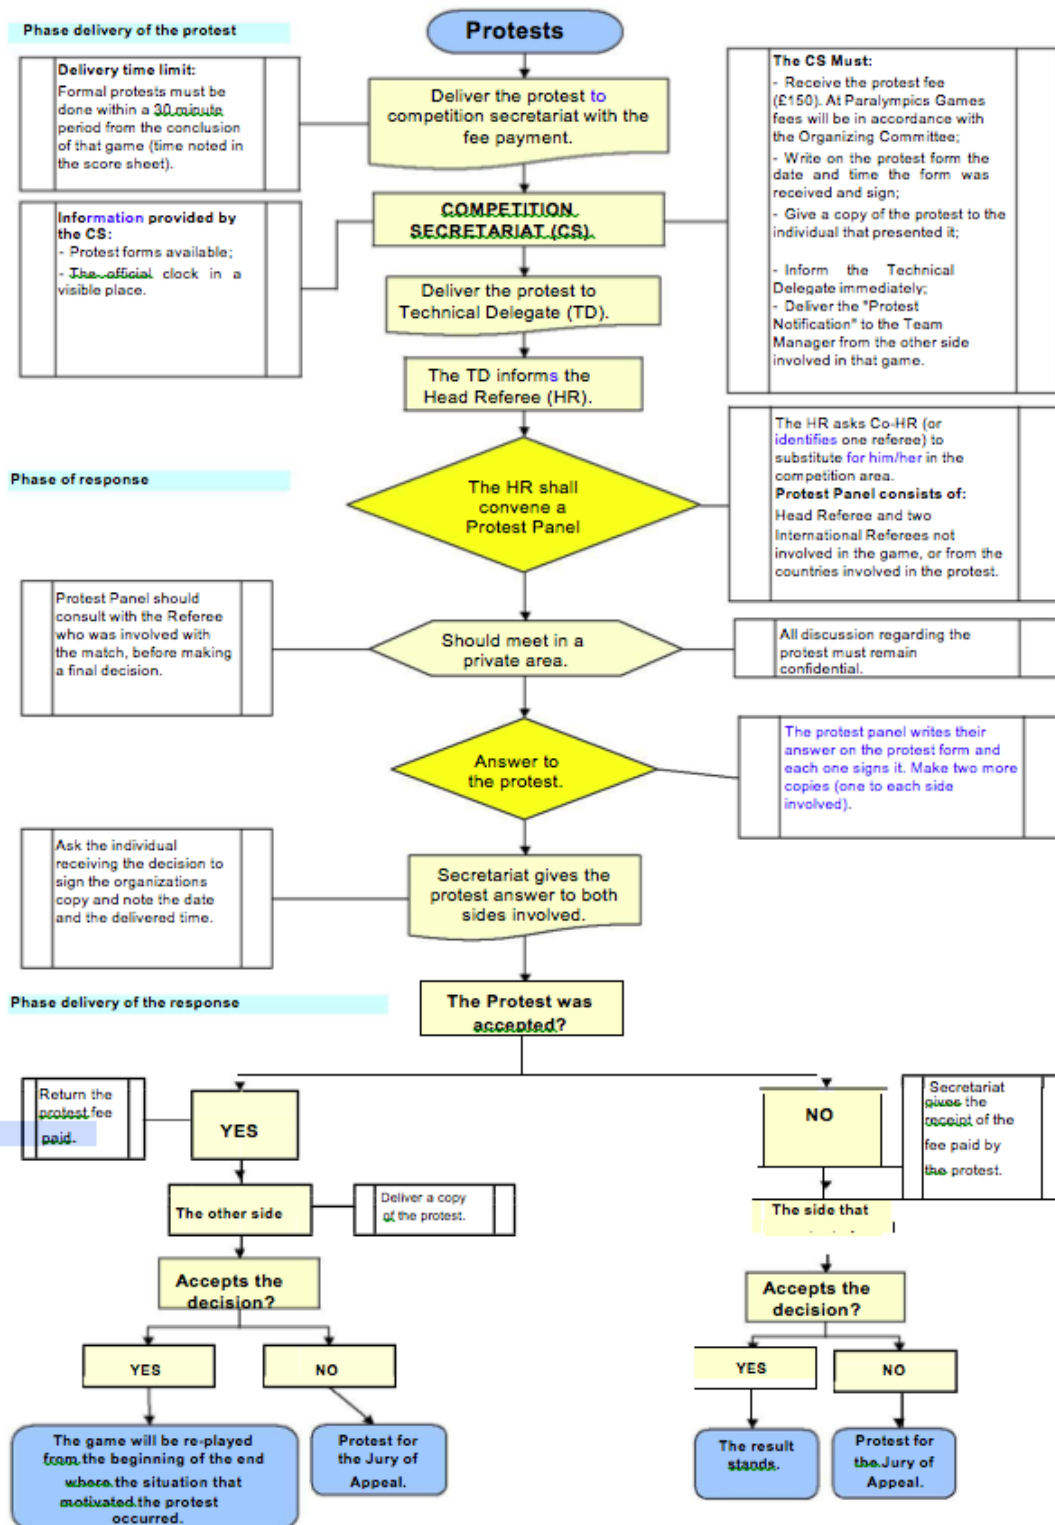 Protests
Phase delivery of the protest
Delivery time limit:
Formal protests must be
done within a 30 minute
period from the conclusion
of that game (time noted in
the score sheet).
Deliver the protest to
competition secretariat with the
fee payment.
The CS Must:
- Receive the protest fee
(£150). At Paralympics Games
fees will be in accordance with
the Organizing Committee;
- Write on the protest form the
date and time the form was
received and sign;
- Give a copy of the protest to the
individual that presented it;
- Inform the Technical
Delegate immediately;
- Deliver the "Protest
Notification" to the Team
Manager from the other side
involved in that game.
Information provided by
the CS:
- Protest forms available;
- The official clock in a
visible place.
COMPETITION
SECRETARIAT (CS).
Deliver the protest to
Technical Delegate (TD).
The TD informs the
Head Referee (HR).
Phase of response
The HR shall
convene a
Protest Panel
The HR asks Co-HR (or
identifies one referee) to
substitute for him/her in the
competition area.
Protest Panel consists of:
Head Referee and two
International Referees not
involved in the game, or from the
countries involved in the protest.
Protest Panel should
consult with the Referee
who was involved with
the match, before making
a final decision.
Should meet in a
private area.
All discussion regarding the
protest must remain
confidential.
Answer to
the protest.
The protest panel writes their
answer on the protest form and
each one signs it. Make two more
copies (one to each side
involved).
Ask the individual
receiving the decision to
sign the organizations
copy and note the date
and the delivered time.
Secretariat gives the
protest answer to both
sides involved.
Phase delivery of the response
The Protest was
accepted?
Return the
protest fee
paid.
YES
NO
Secretariat
gives the
receipt of the
fee paid by
the protest.
The other side
Deliver a copy
of the protest.
The side that
Accepts the
decision?
Accepts the
decision?
YES
NO
YES
NO
The game will be re-played
from the beginning of the end
where the situation that
motivated the protest
occurred.
Protest for
the Jury of
Appeal.
The result
stands.
Protest for
the Jury of
Appeal.